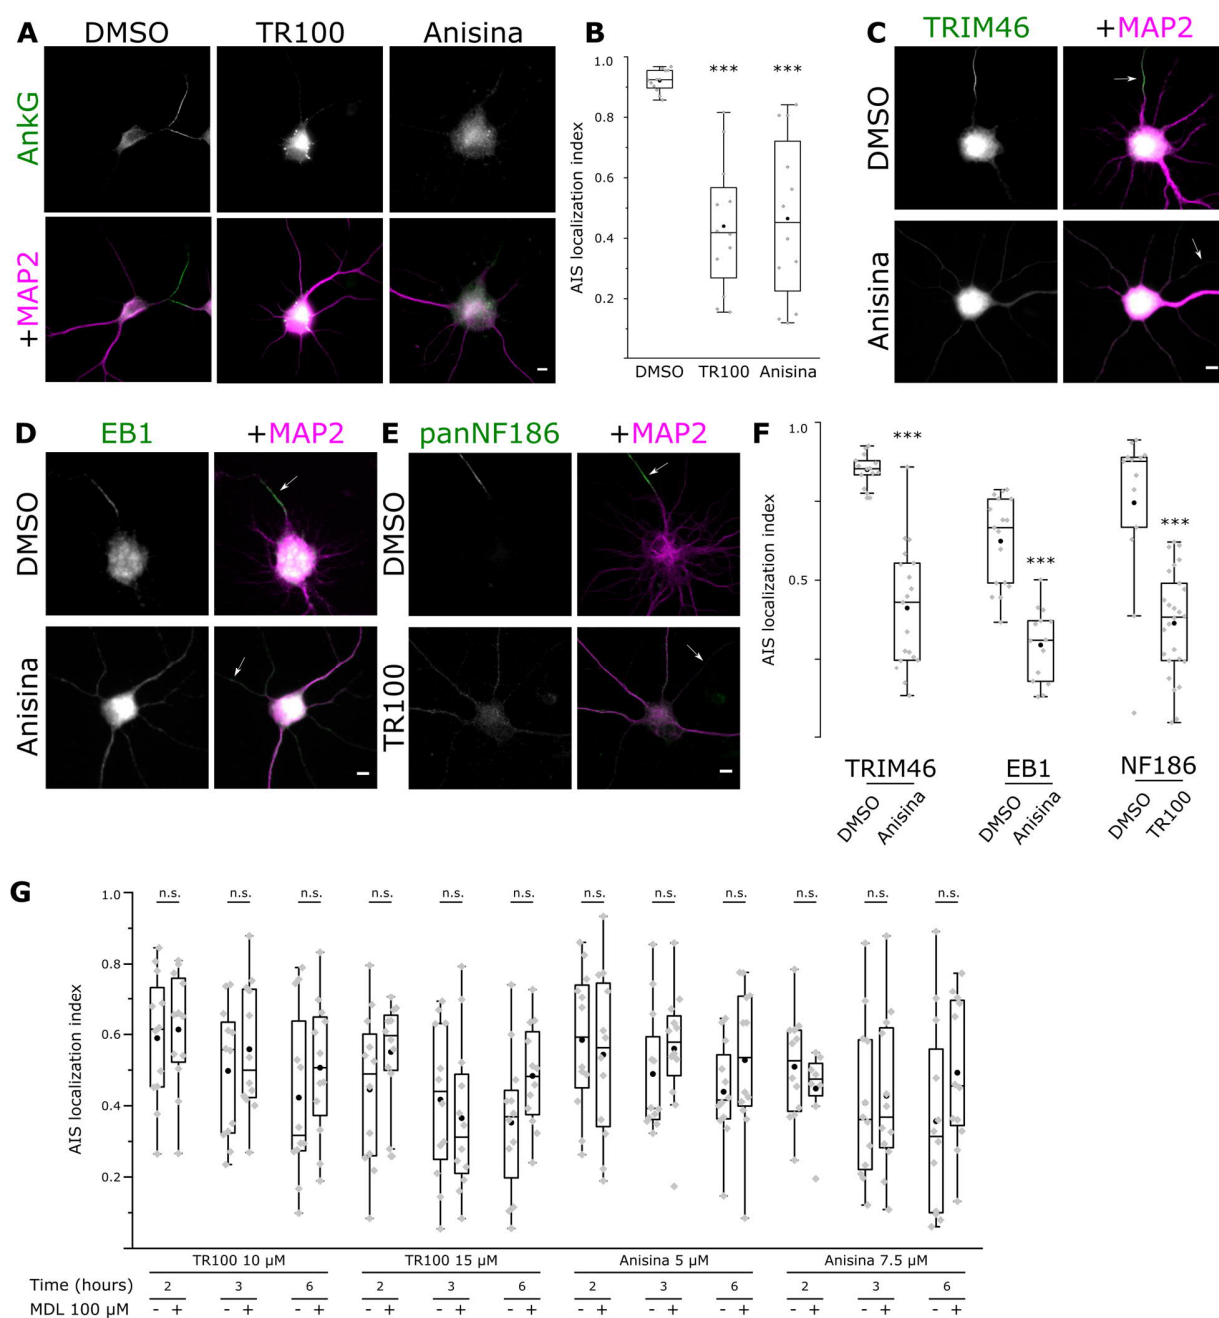 A
DMSO
TR100
Anisina
AnkG
+MAP2
B
AIS localization index
1.0
0.8
0.6
0.4
0.2
***
***
DMSO
TR100
Anisina
C
TRIM46
+MAP2
DMSO
Anisina
D
EB1
+MAP2
DMSO
Anisina
E
panNF186
+MAP2
DMSO
TR100
F
AIS localization index
1.0
0.5
***
***
***
TRIM46
EB1
NF186
DMSO
Anisina
DMSO
Anisina
DMSO
TR100
G
AIS localization index
1.0
0.8
0.6
0.4
0.2
n.s. n.s. n.s. n.s. n.s. n.s. n.s. n.s. n.s. n.s. n.s. n.s.
TR100 10 µM TR100 15 µM Anisina 5 µM Anisina 7.5 µM
Time (hours) 2 3 6 2 3 6 2 3 6 2 3 6
MDL 100 µM - + - + - + - + - + - + - + - + - + - + - + - +